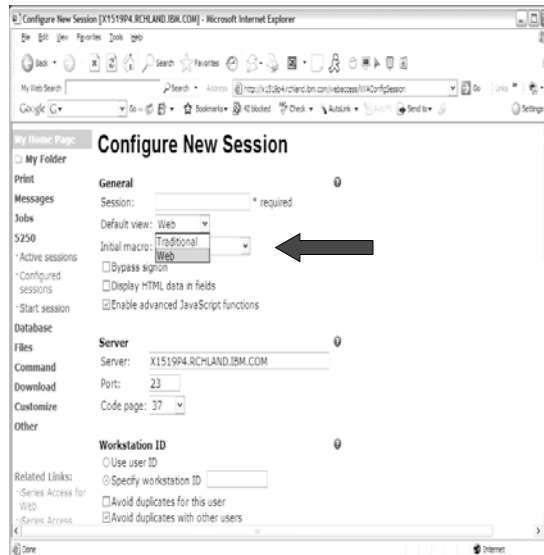 Configure New Session [X1519P4.RCHLAND.IBM.COM] - Microsoft Internet Explorer
File Edit View Favorites Tools Help
Back Search Favorites
My Web Search Search Address
Go Links
Google G Go Bookmarks 42 blocked Check AutoLink AutoFill Send to Settings
My Home Page
My Folder
Print
Messages
Jobs
5250
Active sessions
Configured sessions
Start session
Database
Files
Command
Download
Customize
Other
Related Links:
iSeries Access for Web
iSeries Access
Configure New Session
General
Session: * required
Default view: Web
Traditional
Web
Initial macro:
Bypass signon
Display HTML data in fields
Enable advanced JavaScript functions
Server
Server: X1519P4.RCHLAND.IBM.COM
Port: 23
Code page: 37
Workstation ID
Use user ID
Specify workstation ID
Avoid duplicates for this user
Avoid duplicates with other users
Done Internet